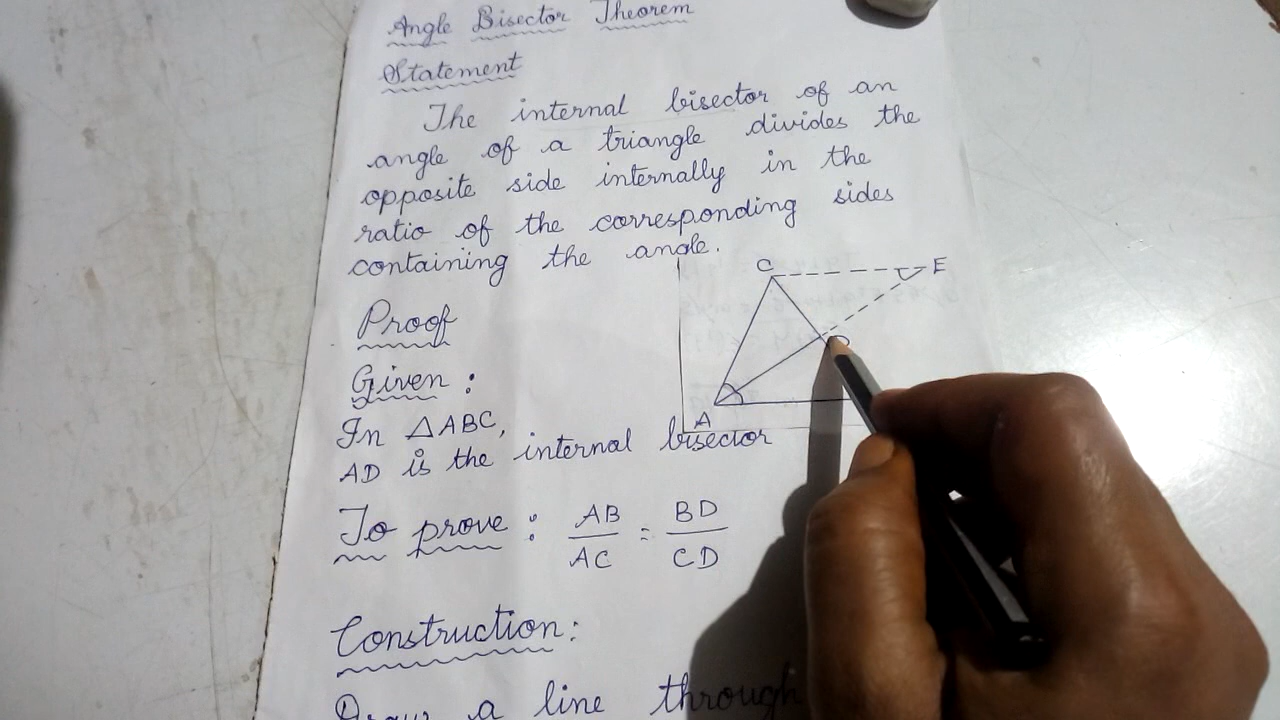 Angle Bisector Theorem
Statement
The internal bisector of an
angle of a triangle divides the
opposite side internally in the
ratio of the corresponding sides
containing the angle.
C E
Proof
D
Given :
A
In △ABC,
AD is the internal bisector
To prove : AB/AC = BD/CD
Construction:
Draw a line through